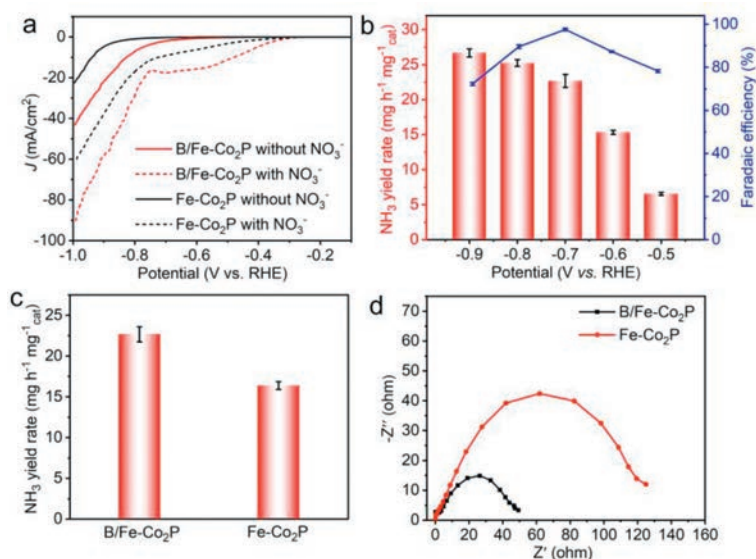 a
J (mA/cm²)
0
-20
-40
-60
-80
-100
B/Fe-Co₂P without NO₃⁻
B/Fe-Co₂P with NO₃⁻
Fe-Co₂P without NO₃⁻
Fe-Co₂P with NO₃⁻
-1.0 -0.8 -0.6 -0.4 -0.2
Potential (V vs. RHE)
b
NH₃ yield rate (mg h⁻¹ mg⁻¹cat)
30
25
20
15
10
5
0
100
80
60
40
20
0
Faradaic efficiency (%)
-0.9 -0.8 -0.7 -0.6 -0.5
Potential (V vs. RHE)
c
NH₃ yield rate (mg h⁻¹ mg⁻¹cat)
25
20
15
10
5
0
B/Fe-Co₂P Fe-Co₂P
d
-Z′′ (ohm)
50
40
30
20
10
0
B/Fe-Co₂P
Fe-Co₂P
0 20 40 60 80 100 120 140 160
Z′ (ohm)